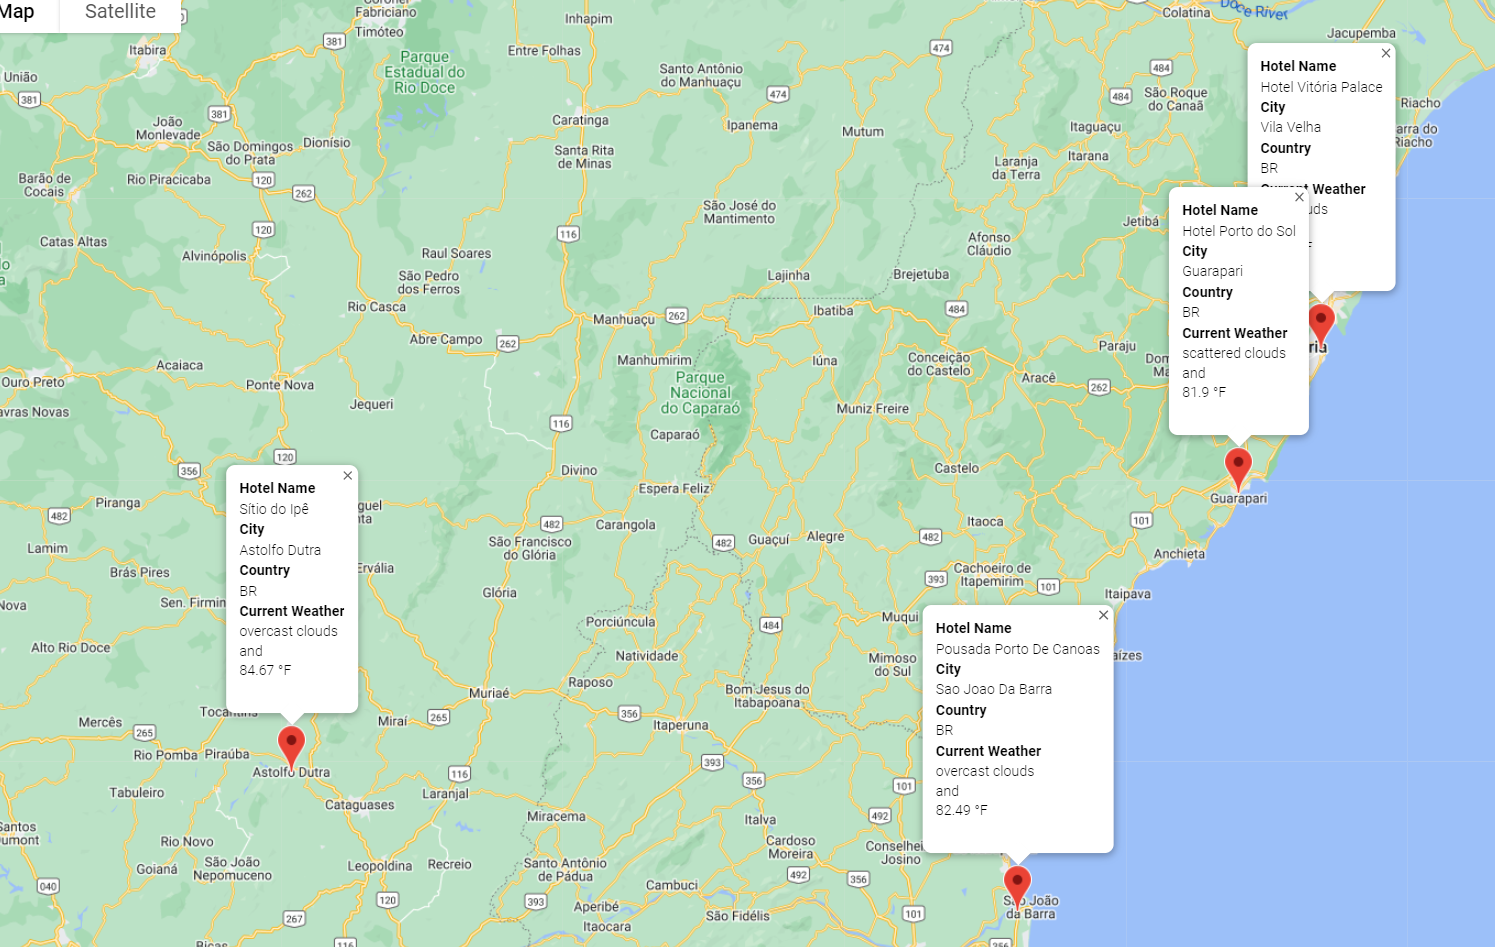 Map
Satellite
Coronel
Fabriciano
Timóteo
Inhapim
Colatina
Doce River
Jacupemba
Itabira
381
Parque
Estadual do
Rio Doce
Entre Folhas
474
Santo Antônio
do Manhuaçu
484
União
381
474
484
São Roque
do Canaã
Riacho
381
João
Monlevade
Caratinga
Ipanema
Mutum
Itaguaçu
São Domingos
do Prata
Dionísio
Santa Rita
de Minas
Laranja
da Terra
Itarana
Barão de
Cocais
Rio Piracicaba
120
262
Hotel Name
Hotel Vitória Palace
City
Vila Velha
Country
BR
Weather
arra do
Riacho
São José do
Mantimento
120
116
Jetibá
Catas Altas
Alvinópolis
Raul Soares
Afonso
Cláudio
São Pedro
dos Ferros
Lajinha
Brejetuba
Rio Casca
Manhuaçu
262
Ibatiba
484
Hotel Name
Hotel Porto do Sol
City
Guarapari
Country
BR
Current Weather
scattered clouds
and
81.9 °F
ria
Abre Campo
262
Paraju
Acaiaca
Manhumirim
Iúna
Conceição
do Castelo
Dom
Ma
Ouro Preto
Ponte Nova
Parque
Nacional
do Caparaó
Aracê
262
avras Novas
Jequeri
Muniz Freire
116
Caparaó
120
356
Divino
Castelo
Espera Feliz
Guarapari
Piranga
482
Hotel Name
Sítio do Ipê
City
Astolfo Dutra
Country
BR
Current Weather
overcast clouds
and
84.67 °F
guel
nta
482
Carangola
Itaoca
101
São Francisco
do Glória
482
Guaçuí
Alegre
482
Lamim
Anchieta
Brás Pires
Ervália
393
Cachoeiro de
Itapemirim
101
Nova
Sen. Firmin
Glória
Itaipava
Porciúncula
484
Muqui
Alto Rio Doce
Natividade
Mimoso
do Sul
Hotel Name
Pousada Porto De Canoas
City
Sao Joao Da Barra
Country
BR
Current Weather
overcast clouds
and
82.49 °F
aízes
Raposo
Muriaé
Bom Jesus do
Itabapoana
Tocantins
Mercês
265
Miraí
265
356
Itaperuna
Rio Pomba
Piraúba
Astolfo Dutra
393
116
356
101
Tabuleiro
Laranjal
Cataguases
Miracema
Italva
492
Santos
Dumont
Rio Novo
Cardoso
Moreira
Conselhei
Josino
Goianá
São João
Nepomuceno
Leopoldina
Recreio
Santo Antônio
de Pádua
492
356
040
Cambuci
120
393
São João
da Barra
267
Aperibé
São Fidélis
101
Itaocara
Bicas
116
356